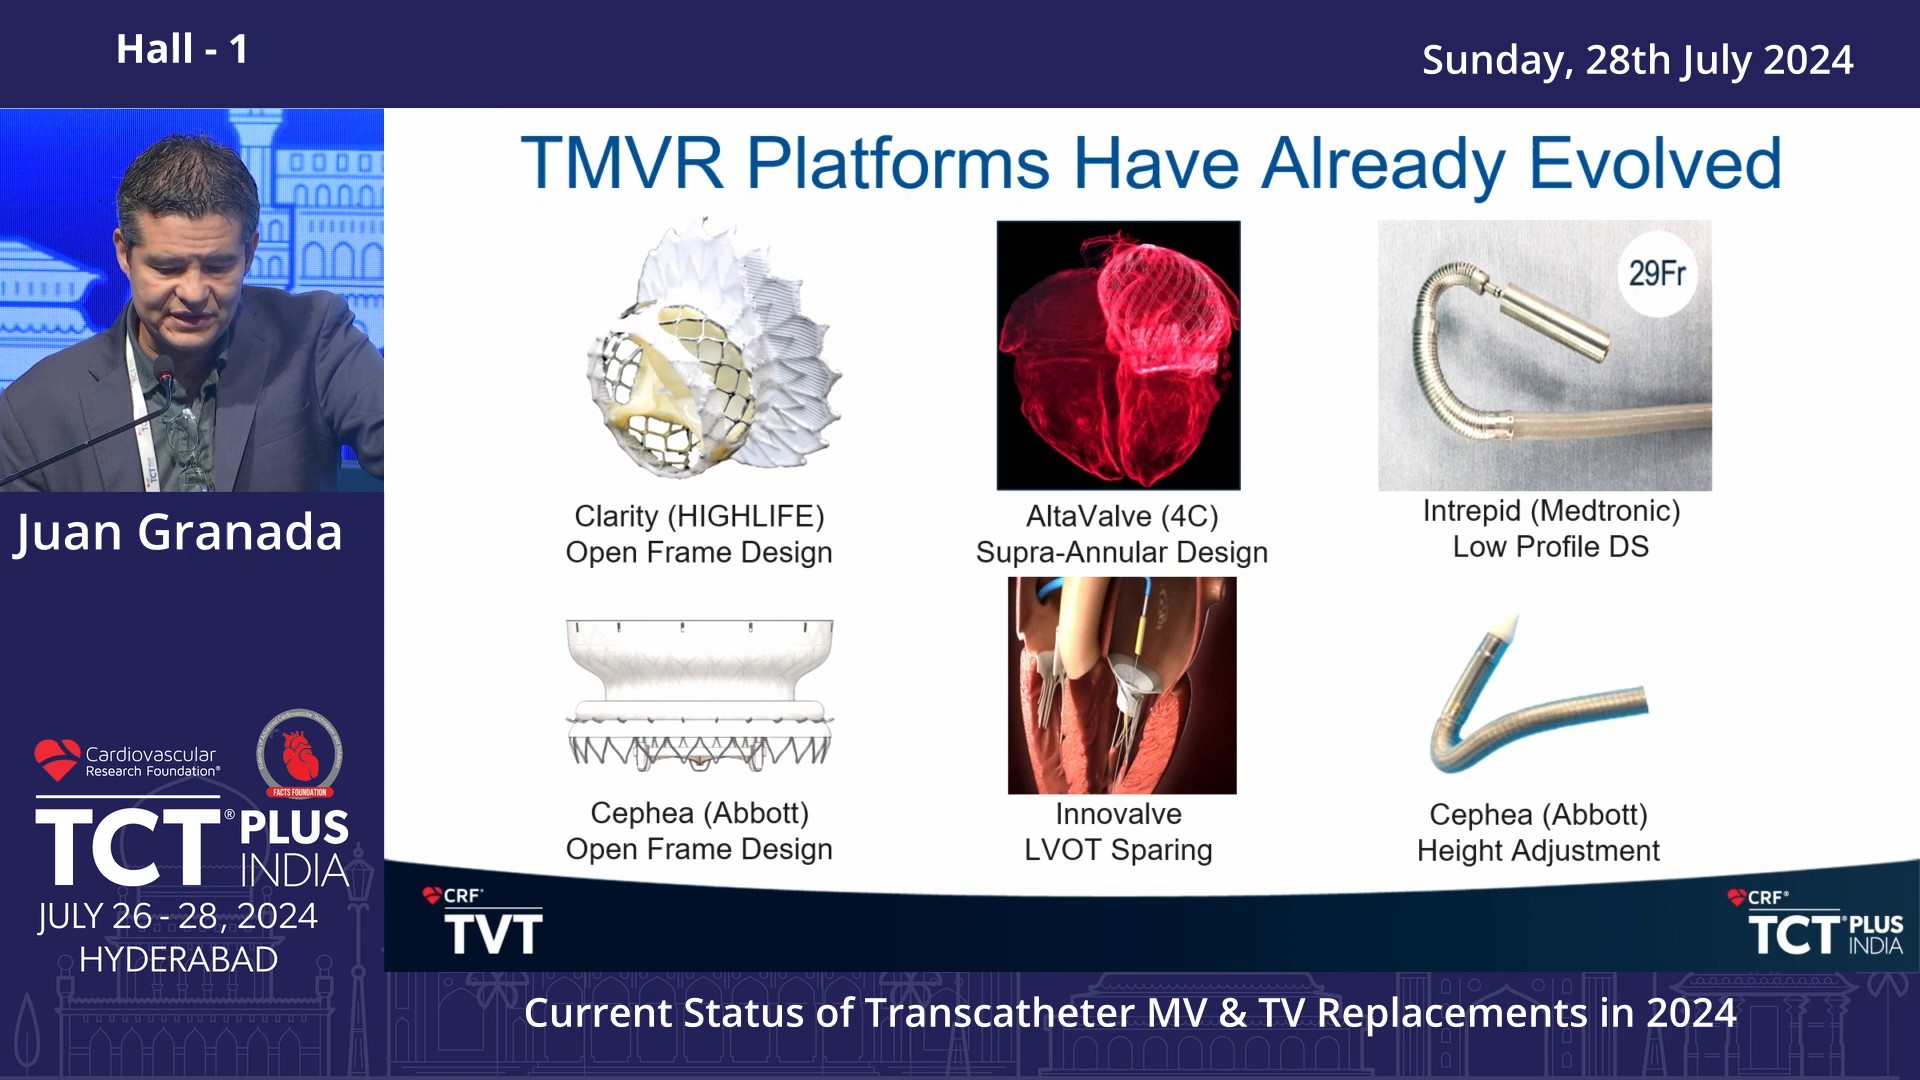 Hall - 1
Sunday, 28th July 2024
TMVR Platforms Have Already Evolved
29Fr
Clarity (HIGHLIFE)
Open Frame Design
AltaValve (4C)
Supra-Annular Design
Intrepid (Medtronic)
Low Profile DS
Cephea (Abbott)
Open Frame Design
Innovalve
LVOT Sparing
Cephea (Abbott)
Height Adjustment
CRF®
TVT
CRF®
TCT® PLUS
INDIA
Juan Granada
Cardiovascular
Research Foundation®
FACTS FOUNDATION
TCT® PLUS
INDIA
JULY 26 - 28, 2024
HYDERABAD
Current Status of Transcatheter MV & TV Replacements in 2024